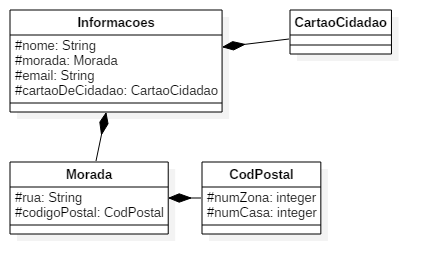 Informacoes
#nome: String
#morada: Morada
#email: String
#cartaoDeCidadao: CartaoCidadao
CartaoCidadao
Morada
#rua: String
#codigoPostal: CodPostal
CodPostal
#numZona: integer
#numCasa: integer